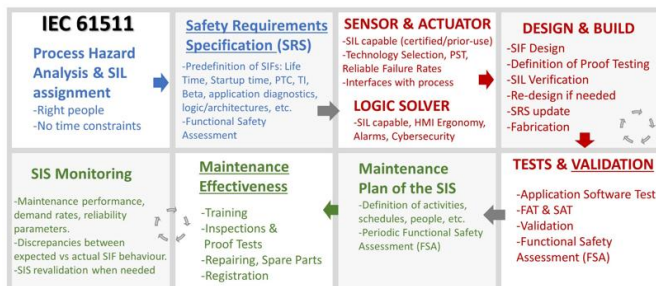 IEC 61511
Process Hazard
Analysis & SIL
assignment
-Right people
-No time constraints
Safety Requirements
Specification (SRS)
-Predefinition of SIFs: Life
Time, Startup time, PTC, TI,
Beta, application diagnostics,
logic/architectures, etc.
-Functional Safety
Assessment
SENSOR & ACTUATOR
-SIL capable (certified/prior-use)
-Technology Selection, PST,
Reliable Failure Rates
-Interfaces with process
LOGIC SOLVER
-SIL capable, HMI Ergonomy,
Alarms, Cybersecurity
DESIGN & BUILD
-SIF Design
-Definition of Proof Testing
-SIL Verification
-Re-design if needed
-SRS update
-Fabrication
SIS Monitoring
-Maintenance performance,
demand rates, reliability
parameters.
-Discrepancies between
expected vs actual SIF behaviour.
-SIS revalidation when needed
Maintenance
Effectiveness
-Training
-Inspections &
Proof Tests
-Repairing, Spare Parts
-Registration
Maintenance
Plan of the SIS
-Definition of activities,
schedules, people, etc.
-Periodic Functional Safety
Assessment (FSA)
TESTS & VALIDATION
-Application Software Test
-FAT & SAT
-Validation
-Functional Safety
Assessment (FSA)